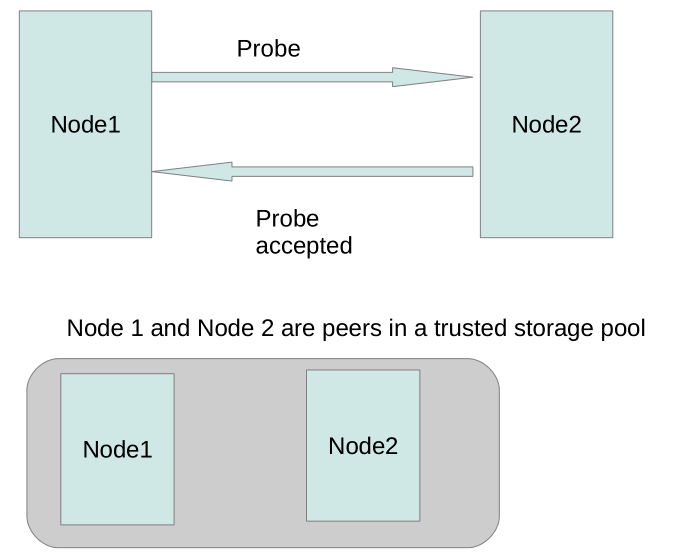 Probe
Node1
Node2
Probe
accepted
Node 1 and Node 2 are peers in a trusted storage pool
Node1
Node2